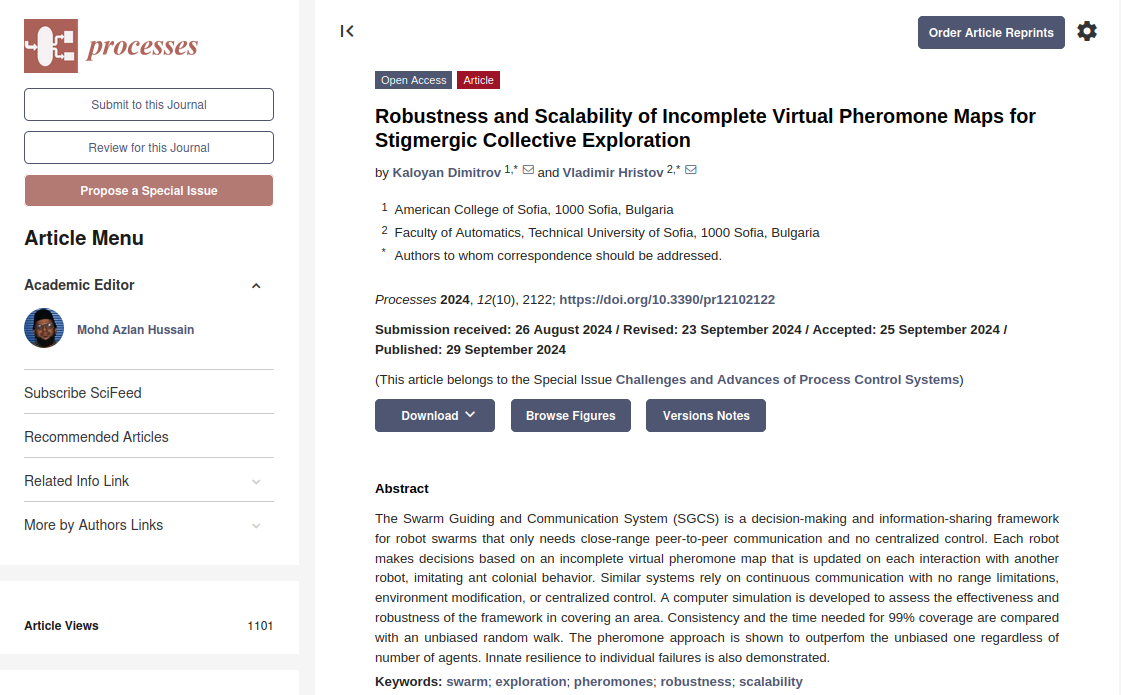 processes
Submit to this Journal
Review for this Journal
Propose a Special Issue
Article Menu
Academic Editor
Mohd Azlan Hussain
Subscribe SciFeed
Recommended Articles
Related Info Link
More by Authors Links
Article Views 1101
Order Article Reprints
Open Access Article
Robustness and Scalability of Incomplete Virtual Pheromone Maps for
Stigmergic Collective Exploration
by Kaloyan Dimitrov 1,* and Vladimir Hristov 2,*
1 American College of Sofia, 1000 Sofia, Bulgaria
2 Faculty of Automatics, Technical University of Sofia, 1000 Sofia, Bulgaria
* Authors to whom correspondence should be addressed.
Processes 2024, 12(10), 2122; https://doi.org/10.3390/pr12102122
Submission received: 26 August 2024 / Revised: 23 September 2024 / Accepted: 25 September 2024 /
Published: 29 September 2024
(This article belongs to the Special Issue Challenges and Advances of Process Control Systems)
Download Browse Figures Versions Notes
Abstract
The Swarm Guiding and Communication System (SGCS) is a decision-making and information-sharing framework
for robot swarms that only needs close-range peer-to-peer communication and no centralized control. Each robot
makes decisions based on an incomplete virtual pheromone map that is updated on each interaction with another
robot, imitating ant colonial behavior. Similar systems rely on continuous communication with no range limitations,
environment modification, or centralized control. A computer simulation is developed to assess the effectiveness and
robustness of the framework in covering an area. Consistency and the time needed for 99% coverage are compared
with an unbiased random walk. The pheromone approach is shown to outperfom the unbiased one regardless of
number of agents. Innate resilience to individual failures is also demonstrated.
Keywords: swarm; exploration; pheromones; robustness; scalability